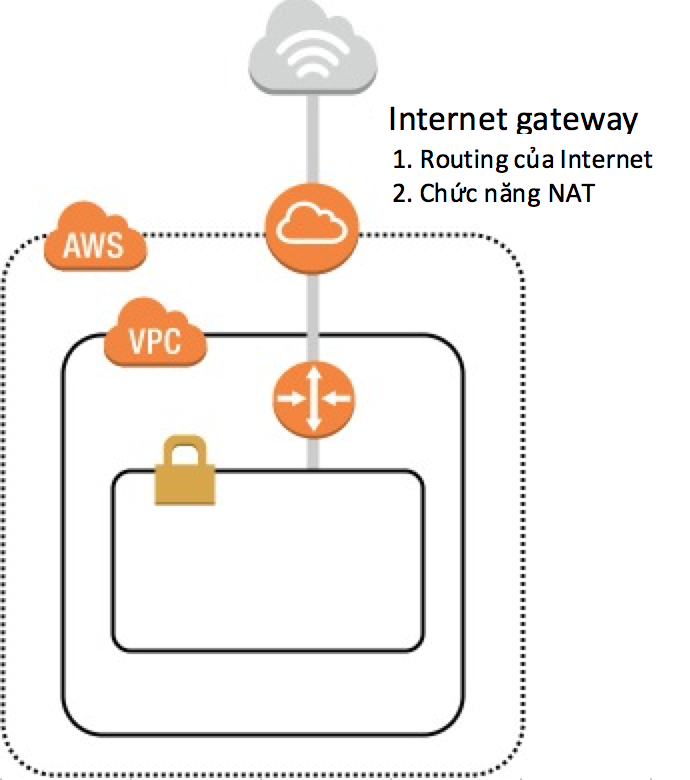 Internet gateway
1. Routing của Internet
2. Chức năng NAT
AWS
VPC